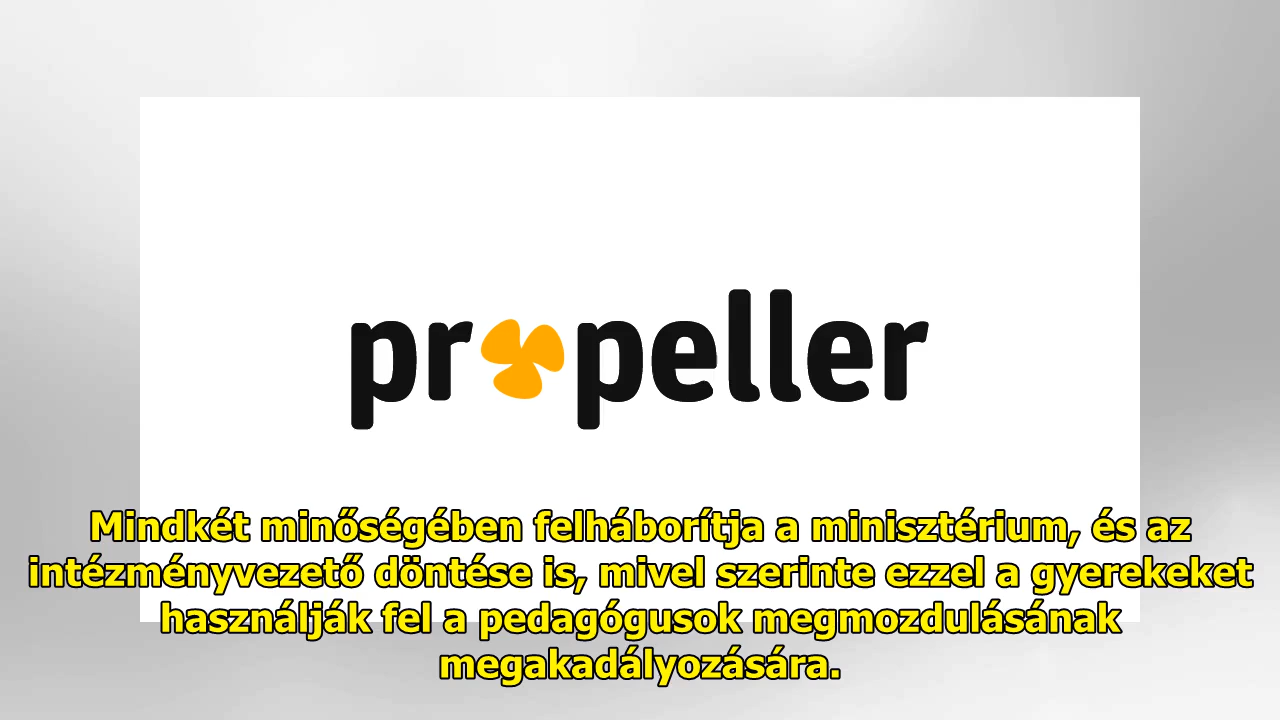 propeller
Mindkét minőségében felháborítja a minisztérium, és az
intézményvezető döntése is, mivel szerinte ezzel a gyerekeket
használják fel a pedagógusok megmozdulásának
megakadályozására.